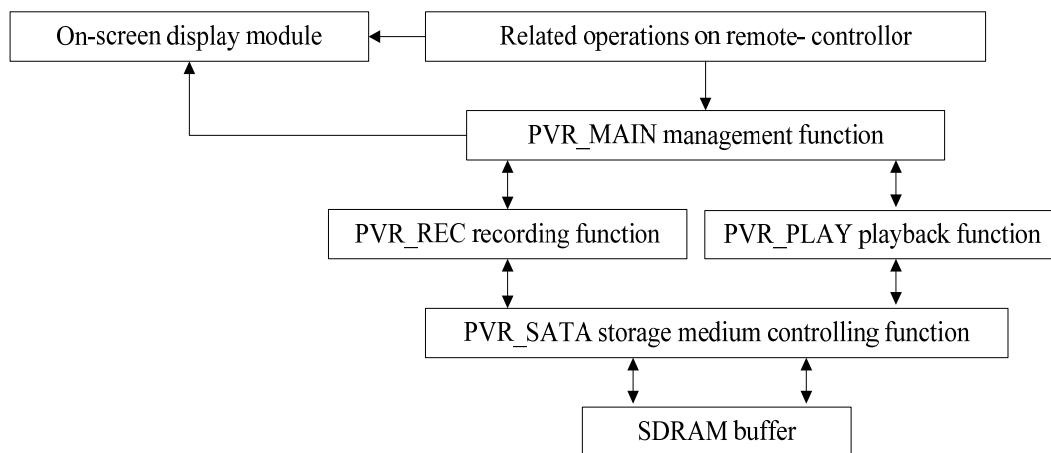 On-screen display module
Related operations on remote- controllor
PVR_MAIN management function
PVR_REC recording function
PVR_PLAY playback function
PVR_SATA storage medium controlling function
SDRAM buffer